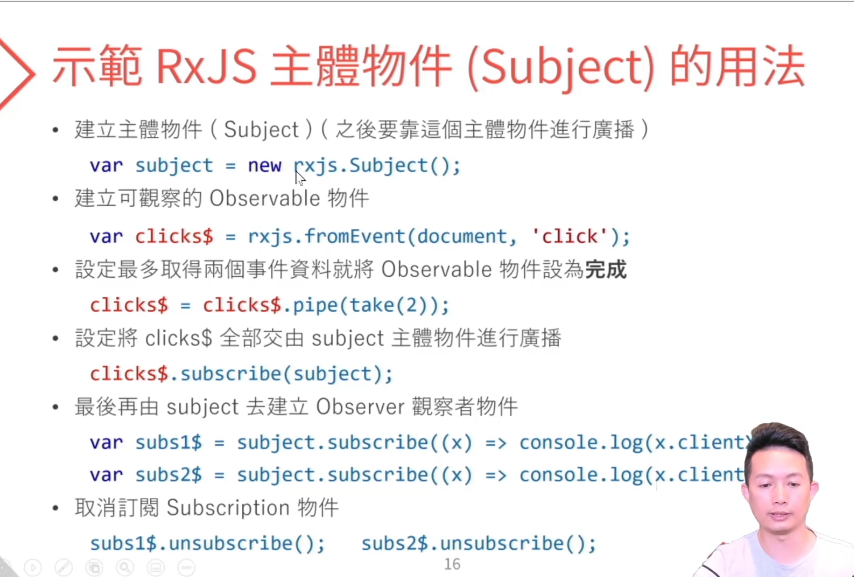 示範 RxJS 主體物件 (Subject) 的用法
• 建立主體物件 ( Subject ) ( 之後要靠這個主體物件進行廣播 )
var subject = new rxjs.Subject();
• 建立可觀察的 Observable 物件
var clicks$ = rxjs.fromEvent(document, 'click');
• 設定最多取得兩個事件資料就將 Observable 物件設為完成
clicks$ = clicks$.pipe(take(2));
• 設定將 clicks$ 全部交由 subject 主體物件進行廣播
clicks$.subscribe(subject);
• 最後再由 subject 去建立 Observer 觀察者物件
var subs1$ = subject.subscribe((x) => console.log(x.client
var subs2$ = subject.subscribe((x) => console.log(x.client
• 取消訂閱 Subscription 物件
subs1$.unsubscribe(); subs2$.unsubscribe();
16